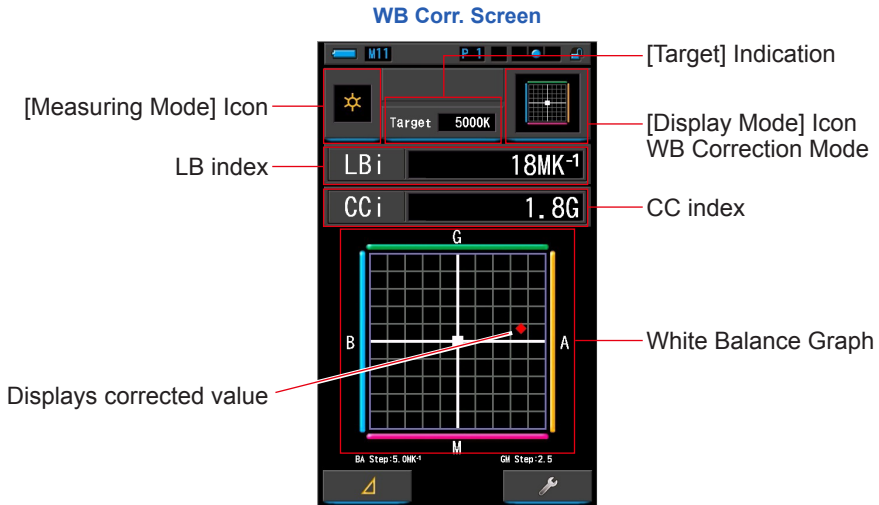 WB Corr. Screen
M11
P 1
[Target] Indication
[Measuring Mode] Icon
Target 5000K
[Display Mode] Icon
WB Correction Mode
LB index
LBi 18MK⁻¹
CCi 1.8G
CC index
G
B
A
White Balance Graph
Displays corrected value
M
BA Step:5.0MK⁻¹ GM Step:2.5